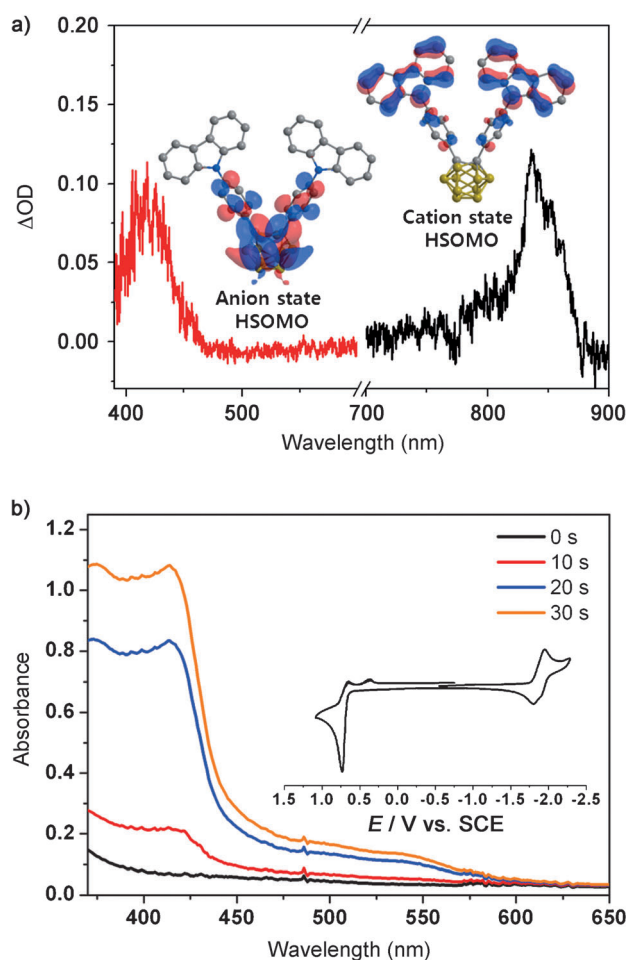 a)
0.20
0.15
0.10
0.05
0.00
ΔOD
Anion state
HSOMO
Cation state
HSOMO
400
500
700
800
900
Wavelength (nm)
b)
1.2
1.0
0.8
0.6
0.4
0.2
0.0
Absorbance
0 s
10 s
20 s
30 s
1.5 1.0 0.5 0.0 -0.5 -1.0 -1.5 -2.0 -2.5
E / V vs. SCE
400 450 500 550 600 650
Wavelength (nm)